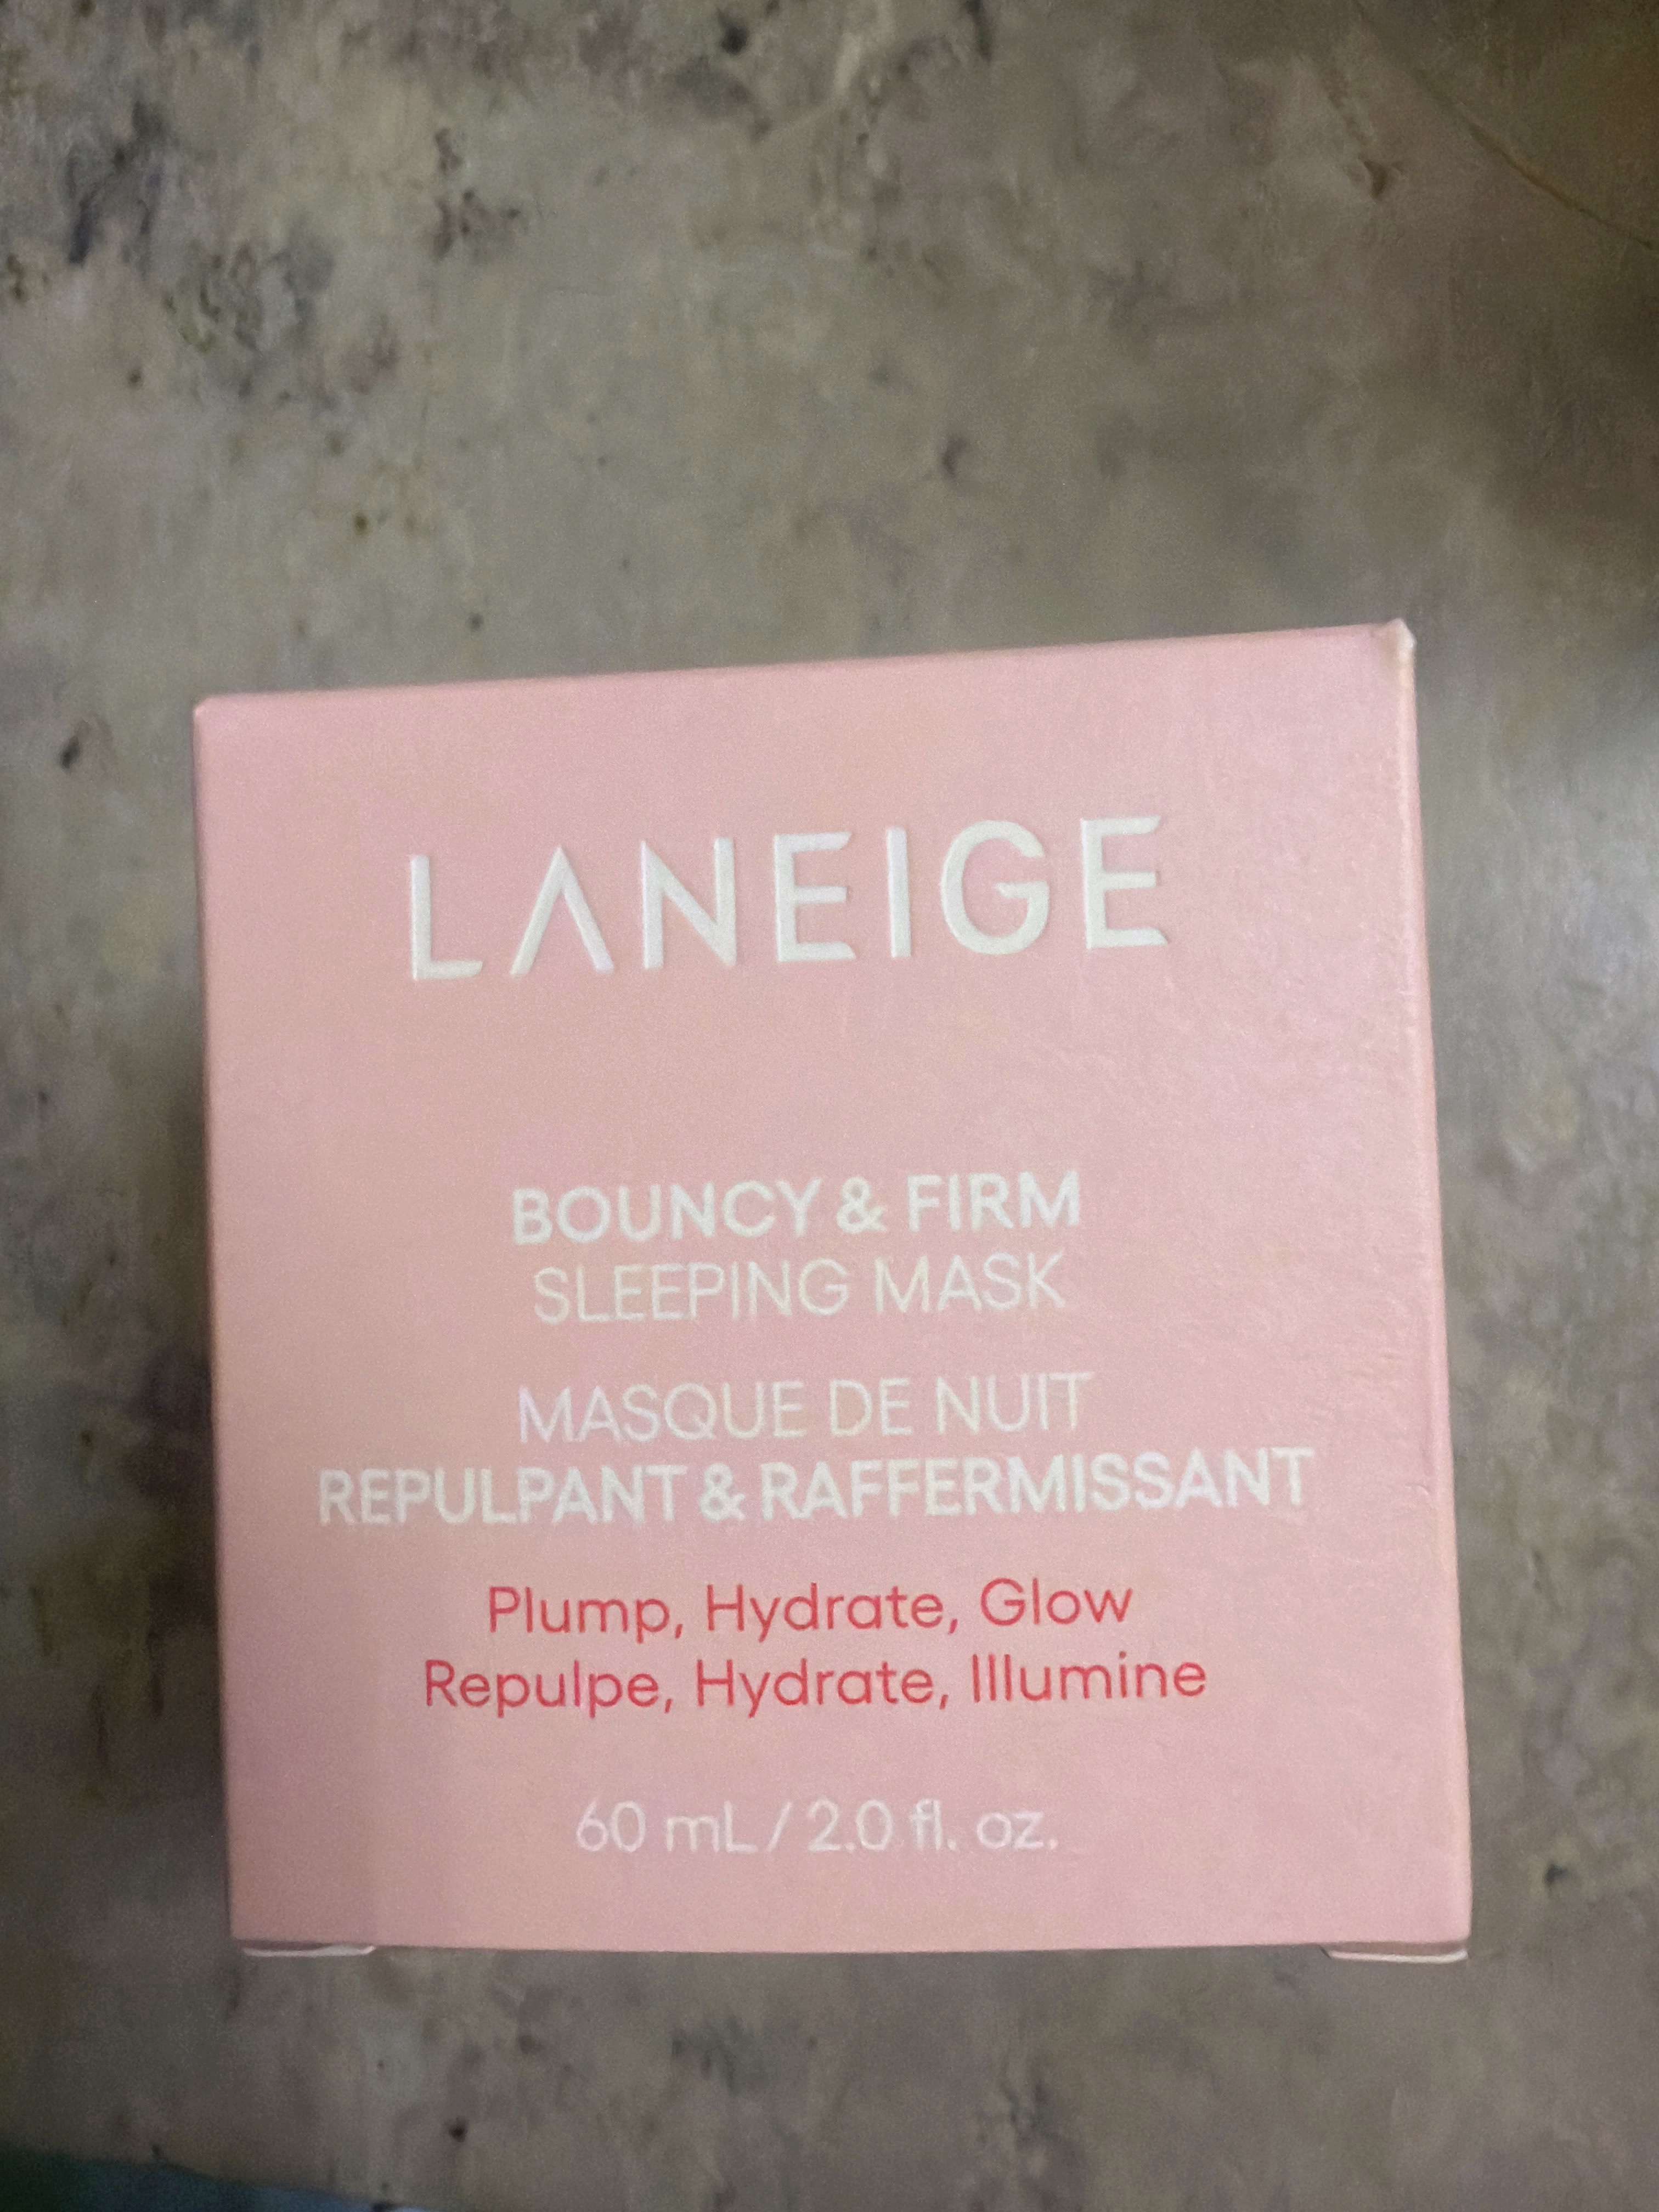 LANEIGE
BOUNCY & FIRM
SLEEPING MASK
MASQUE DE NUIT
REPULPANT & RAFFERMISSANT
Plump, Hydrate, Glow
Repulpe, Hydrate, Illumine
60 mL / 2.0 fl. oz.